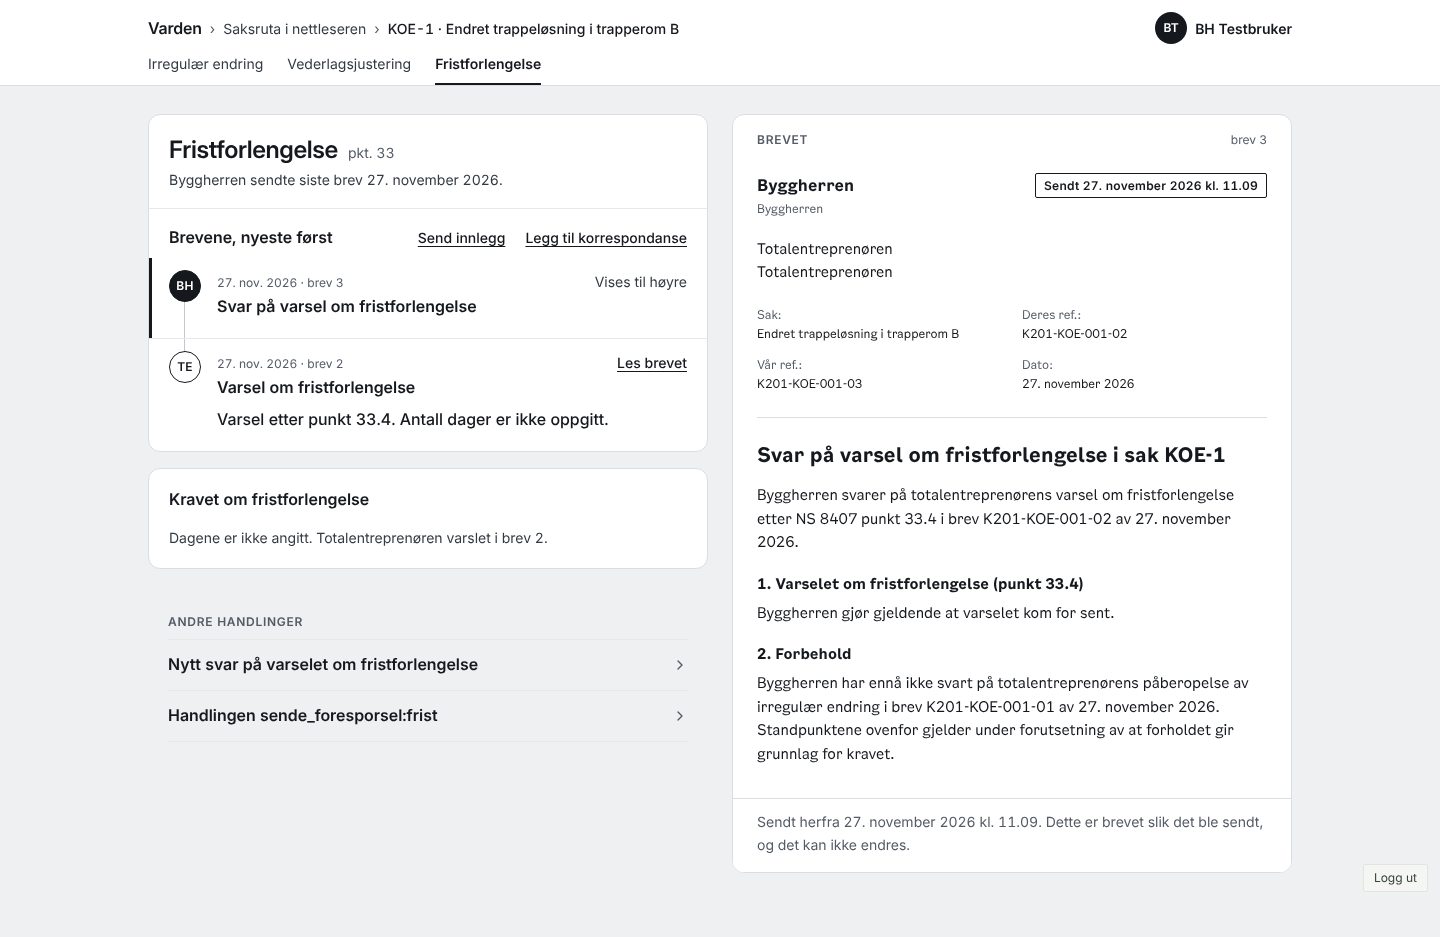 Varden › Saksruta i nettleseren › KOE-1 · Endret trappeløsning i trapperom B
BT BH Testbruker
Irregulær endring Vederlagsjustering Fristforlengelse
Fristforlengelse pkt. 33
Byggherren sendte siste brev 27. november 2026.
Brevene, nyeste først Send innlegg Legg til korrespondanse
BH 27. nov. 2026 · brev 3 Vises til høyre
Svar på varsel om fristforlengelse
TE 27. nov. 2026 · brev 2 Les brevet
Varsel om fristforlengelse
Varsel etter punkt 33.4. Antall dager er ikke oppgitt.
Kravet om fristforlengelse
Dagene er ikke angitt. Totalentreprenøren varslet i brev 2.
ANDRE HANDLINGER
Nytt svar på varselet om fristforlengelse
Handlingen sende_foresporsel:frist
BREVET brev 3
Byggherren Sendt 27. november 2026 kl. 11.09
Byggherren
Totalentreprenøren
Totalentreprenøren
Sak: Deres ref.:
Endret trappeløsning i trapperom B K201-KOE-001-02
Vår ref.: Dato:
K201-KOE-001-03 27. november 2026
Svar på varsel om fristforlengelse i sak KOE-1
Byggherren svarer på totalentreprenørens varsel om fristforlengelse
etter NS 8407 punkt 33.4 i brev K201-KOE-001-02 av 27. november
2026.
1. Varselet om fristforlengelse (punkt 33.4)
Byggherren gjør gjeldende at varselet kom for sent.
2. Forbehold
Byggherren har ennå ikke svart på totalentreprenørens påberopelse av
irregulær endring i brev K201-KOE-001-01 av 27. november 2026.
Standpunktene ovenfor gjelder under forutsetning av at forholdet gir
grunnlag for kravet.
Sendt herfra 27. november 2026 kl. 11.09. Dette er brevet slik det ble sendt,
og det kan ikke endres.
Logg ut